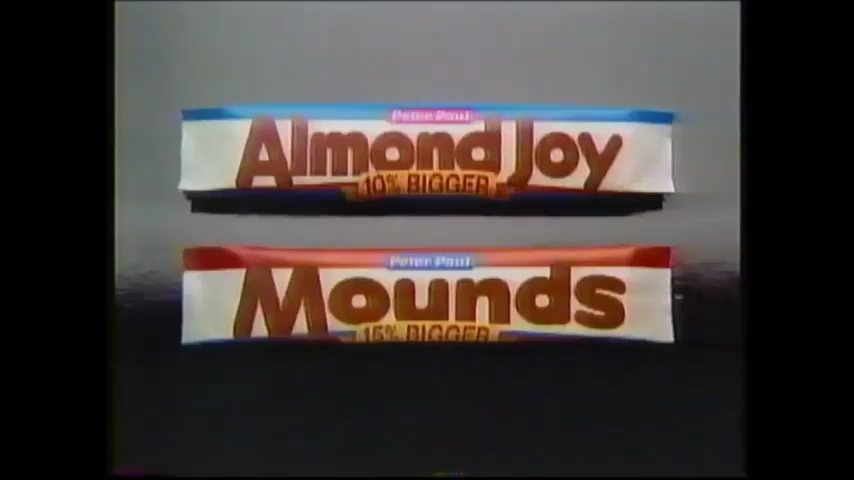 Peter Paul
Almond Joy
10% BIGGER
Peter Paul
Mounds
15% BIGGER